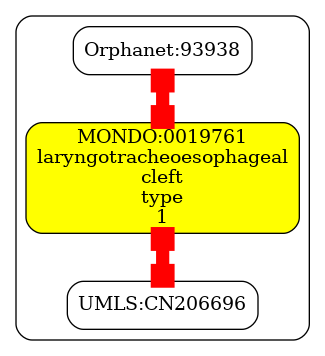 Orphanet:93938
MONDO:0019761
laryngotracheoesophageal
cleft
type
1
UMLS:CN206696